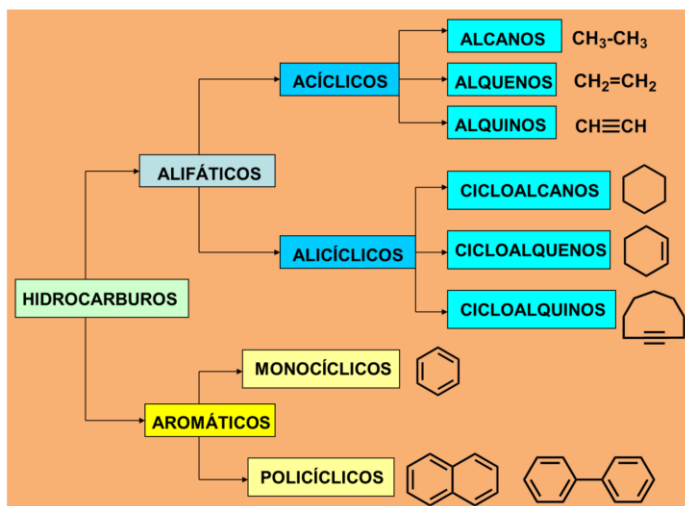 ALCANOS CH₃-CH₃
ACÍCLICOS
ALQUENOS CH₂=CH₂
ALQUINOS CH≡CH
ALIFÁTICOS
CICLOALCANOS
ALICÍCLICOS
CICLOALQUENOS
HIDROCARBUROS
CICLOALQUINOS
MONOCÍCLICOS
AROMÁTICOS
POLICÍCLICOS